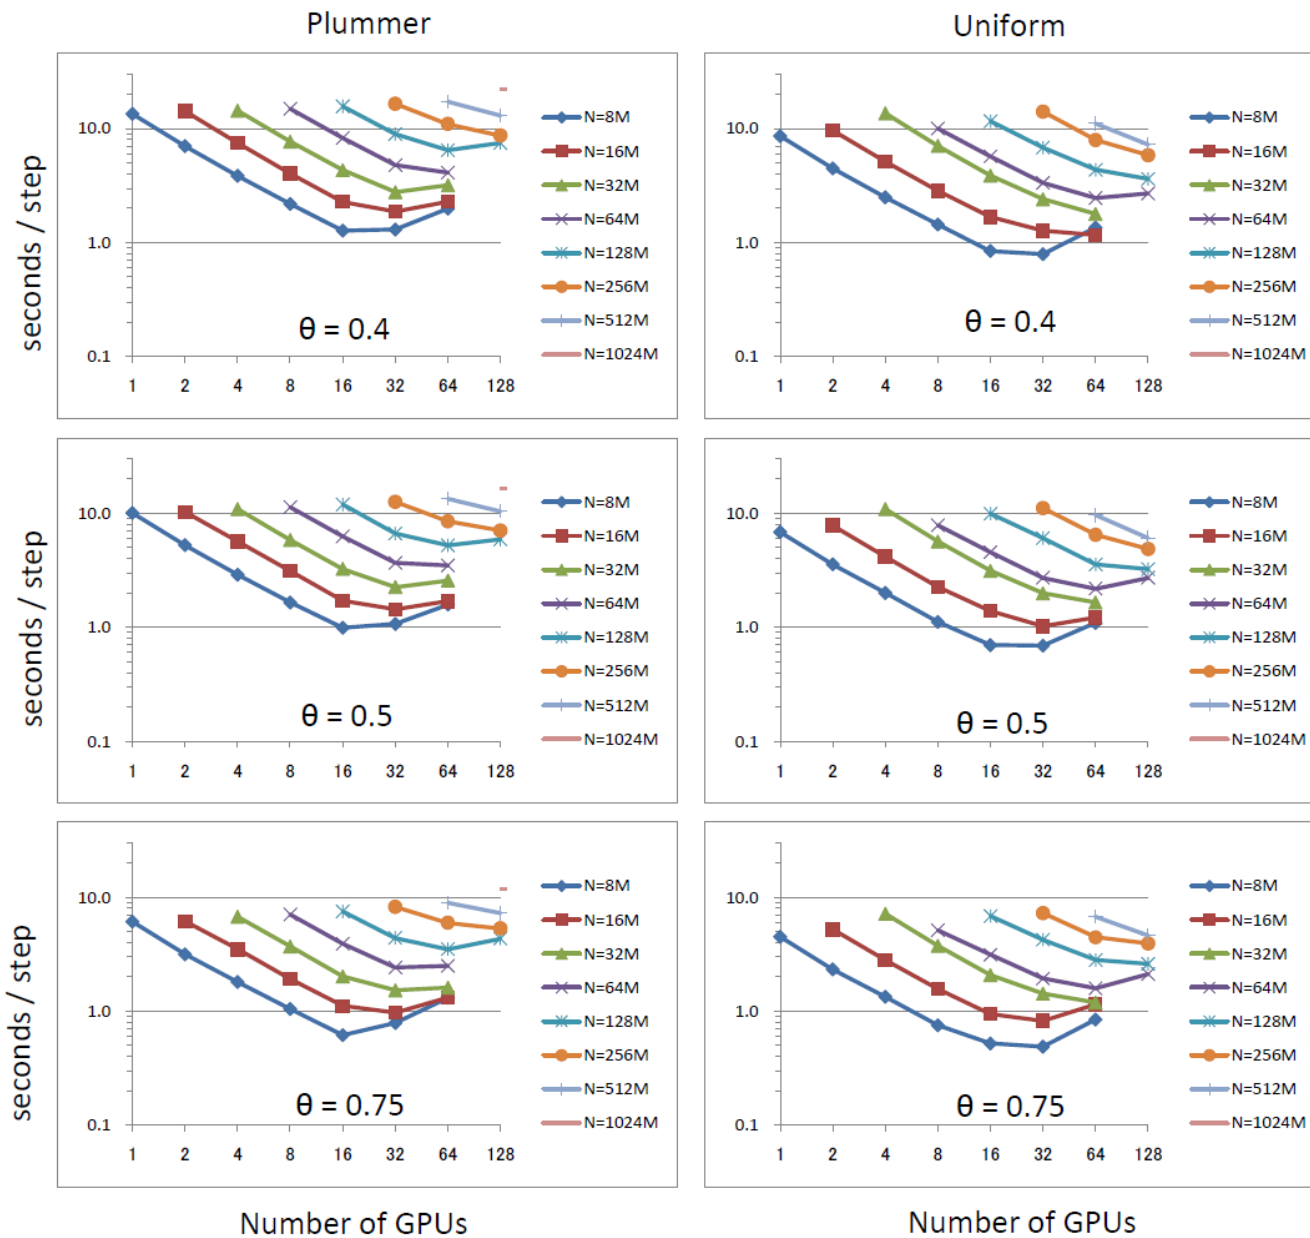 Plummer
Uniform
seconds / step
10.0
1.0
0.1
1 2 4 8 16 32 64 128
θ = 0.4
N=8M
N=16M
N=32M
N=64M
N=128M
N=256M
N=512M
N=1024M
10.0
1.0
0.1
1 2 4 8 16 32 64 128
θ = 0.4
N=8M
N=16M
N=32M
N=64M
N=128M
N=256M
N=512M
N=1024M
seconds / step
10.0
1.0
0.1
1 2 4 8 16 32 64 128
θ = 0.5
N=8M
N=16M
N=32M
N=64M
N=128M
N=256M
N=512M
N=1024M
10.0
1.0
0.1
1 2 4 8 16 32 64 128
θ = 0.5
N=8M
N=16M
N=32M
N=64M
N=128M
N=256M
N=512M
N=1024M
seconds / step
10.0
1.0
0.1
1 2 4 8 16 32 64 128
θ = 0.75
N=8M
N=16M
N=32M
N=64M
N=128M
N=256M
N=512M
N=1024M
10.0
1.0
0.1
1 2 4 8 16 32 64 128
θ = 0.75
N=8M
N=16M
N=32M
N=64M
N=128M
N=256M
N=512M
N=1024M
Number of GPUs
Number of GPUs